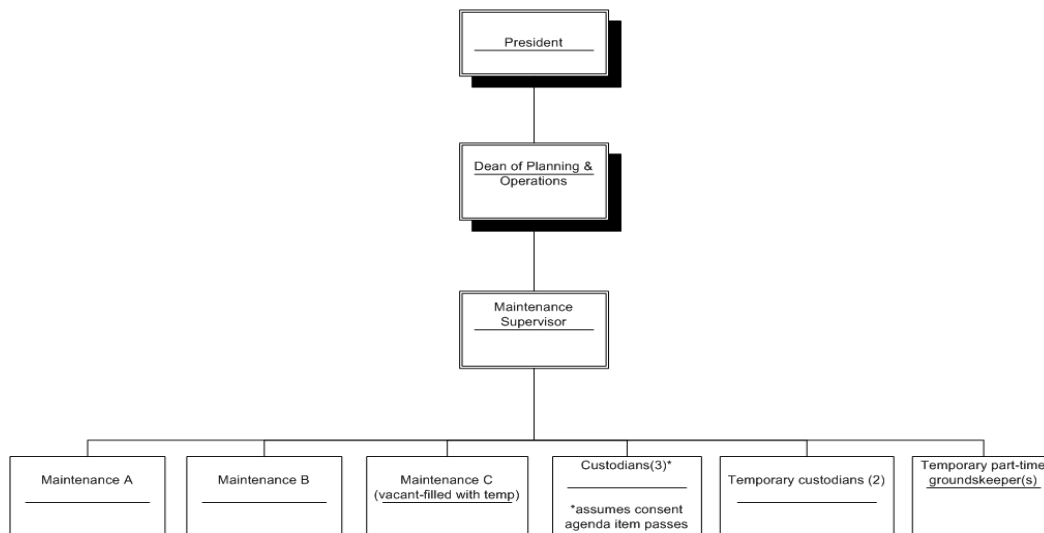 President
Dean of Planning &
Operations
Maintenance
Supervisor
Maintenance A
Maintenance B
Maintenance C
(vacant-filled with temp)
Custodians(3)*
*assumes consent
agenda item passes
Temporary custodians (2)
Temporary part-time
groundskeeper(s)